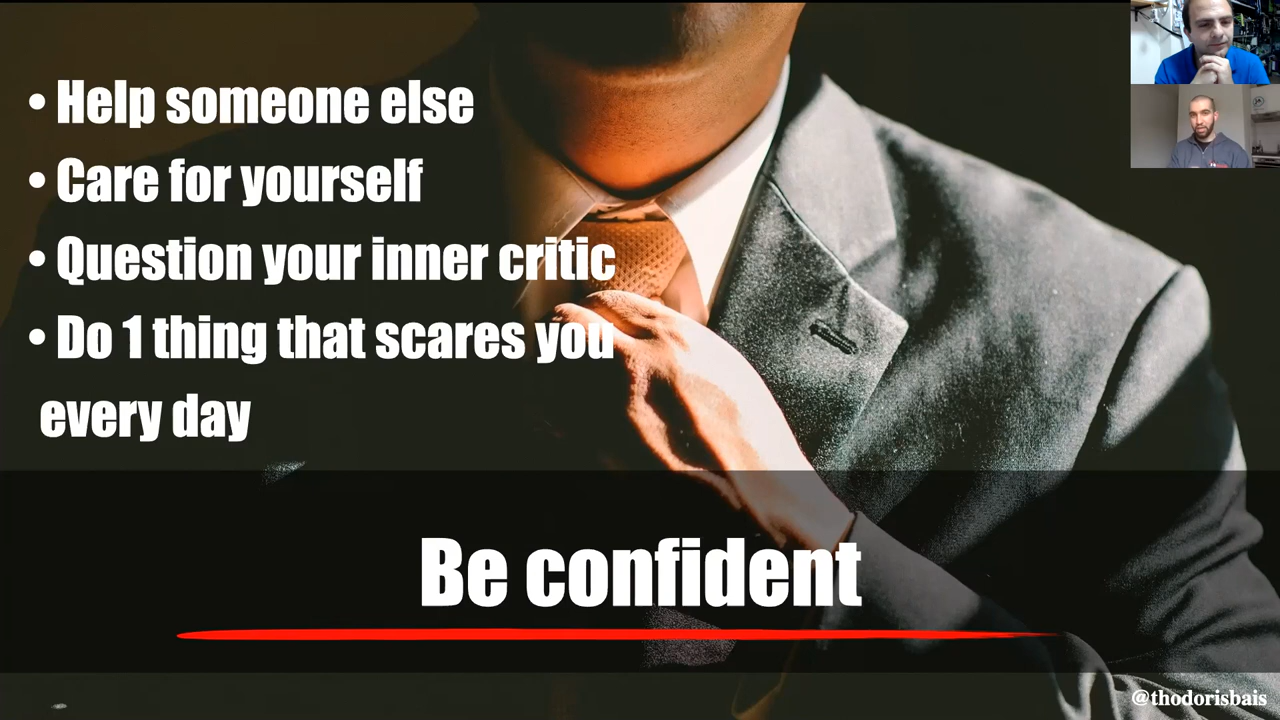 • Help someone else
• Care for yourself
• Question your inner critic
• Do 1 thing that scares you
every day
Be confident
@thodorisbais